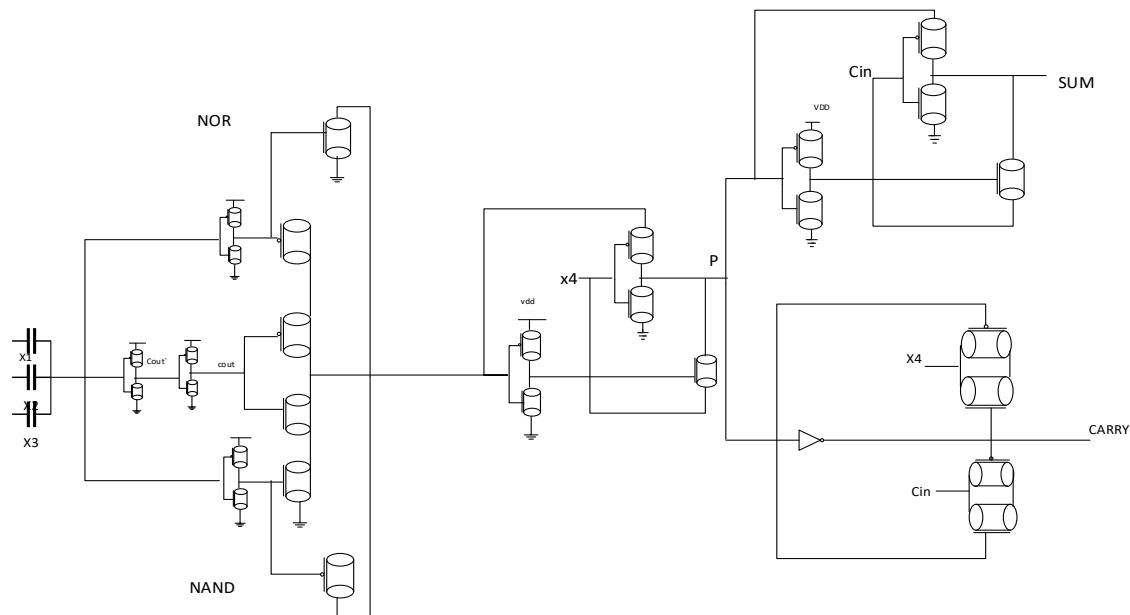 Cin
SUM
NOR
VDD
P
x4
vdd
X1
Cout`
cout
X4
X2
CARRY
X3
Cin
NAND